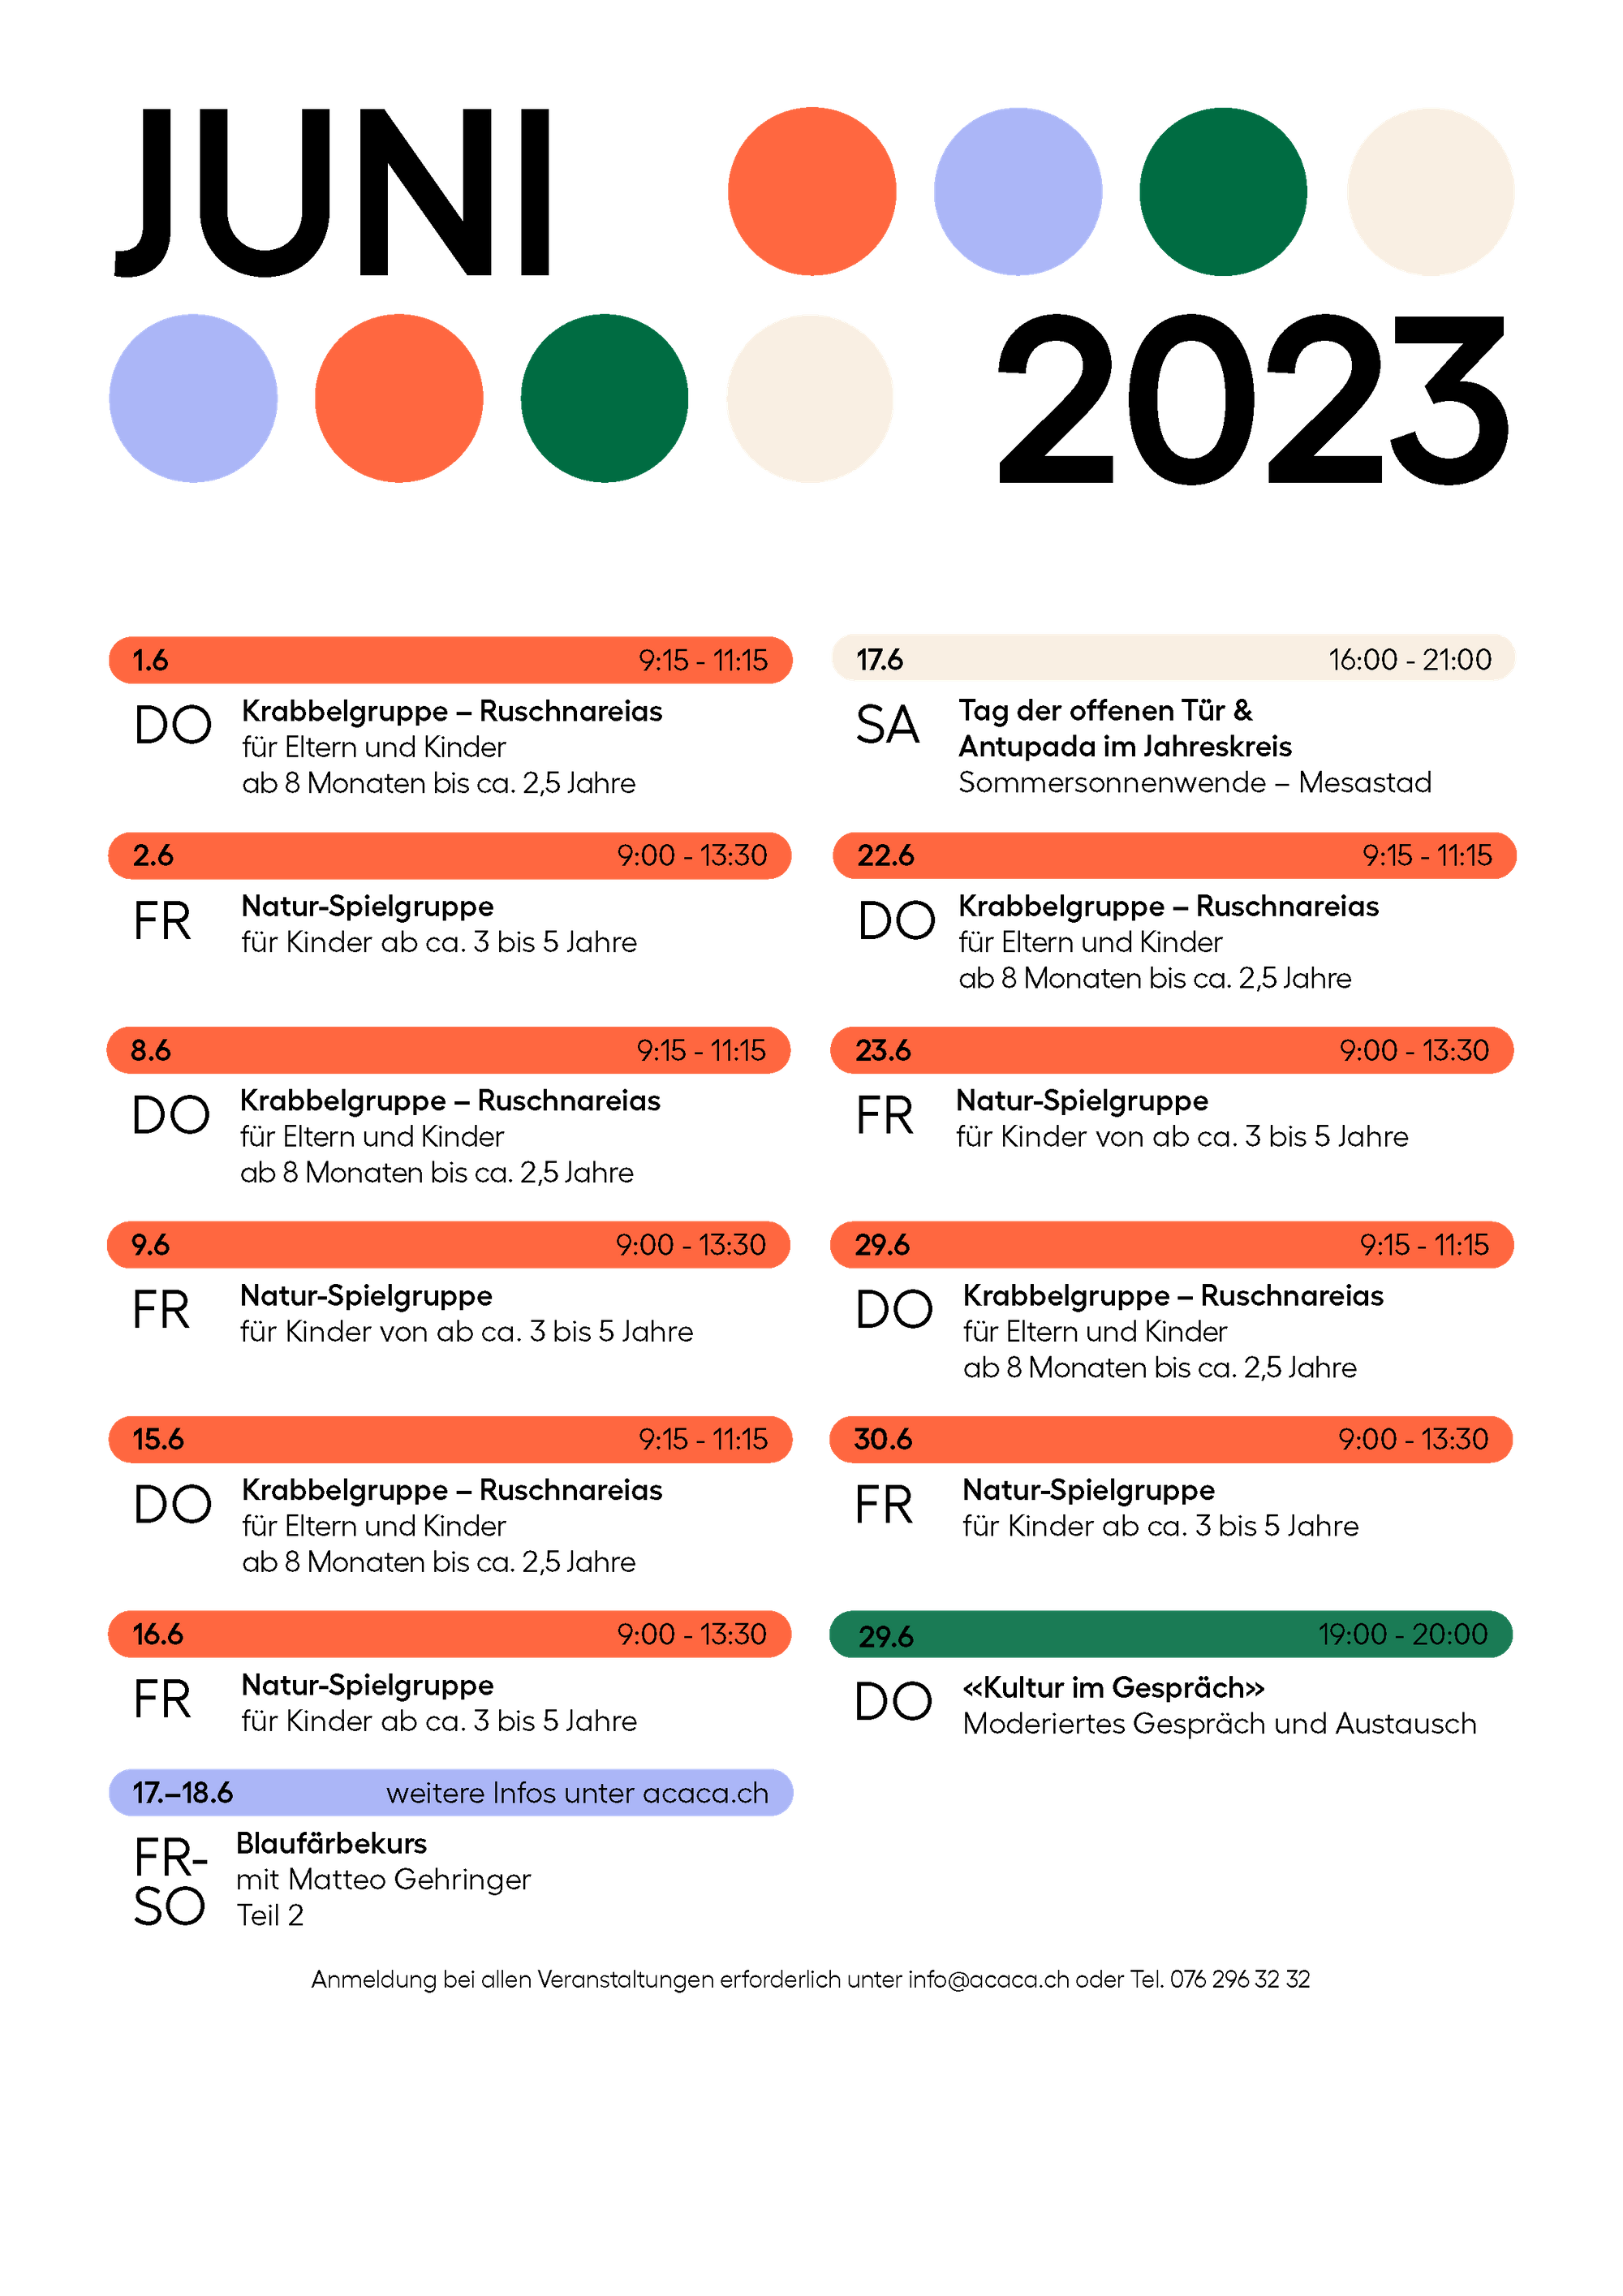 JUNI
2023
1.6 9:15 - 11:15
DO
Krabbelgruppe – Ruschnareias
für Eltern und Kinder
ab 8 Monaten bis ca. 2,5 Jahre
2.6 9:00 - 13:30
FR
Natur-Spielgruppe
für Kinder ab ca. 3 bis 5 Jahre
8.6 9:15 - 11:15
DO
Krabbelgruppe – Ruschnareias
für Eltern und Kinder
ab 8 Monaten bis ca. 2,5 Jahre
9.6 9:00 - 13:30
FR
Natur-Spielgruppe
für Kinder von ab ca. 3 bis 5 Jahre
15.6 9:15 - 11:15
DO
Krabbelgruppe – Ruschnareias
für Eltern und Kinder
ab 8 Monaten bis ca. 2,5 Jahre
16.6 9:00 - 13:30
FR
Natur-Spielgruppe
für Kinder ab ca. 3 bis 5 Jahre
17.–18.6 weitere Infos unter acaca.ch
FR-
SO
Blaufärbekurs
mit Matteo Gehringer
Teil 2
17.6 16:00 - 21:00
SA
Tag der offenen Tür &
Antupada im Jahreskreis
Sommersonnenwende – Mesastad
22.6 9:15 - 11:15
DO
Krabbelgruppe – Ruschnareias
für Eltern und Kinder
ab 8 Monaten bis ca. 2,5 Jahre
23.6 9:00 - 13:30
FR
Natur-Spielgruppe
für Kinder von ab ca. 3 bis 5 Jahre
29.6 9:15 - 11:15
DO
Krabbelgruppe – Ruschnareias
für Eltern und Kinder
ab 8 Monaten bis ca. 2,5 Jahre
30.6 9:00 - 13:30
FR
Natur-Spielgruppe
für Kinder ab ca. 3 bis 5 Jahre
29.6 19:00 - 20:00
DO
«Kultur im Gespräch»
Moderiertes Gespräch und Austausch
Anmeldung bei allen Veranstaltungen erforderlich unter info@acaca.ch oder Tel. 076 296 32 32